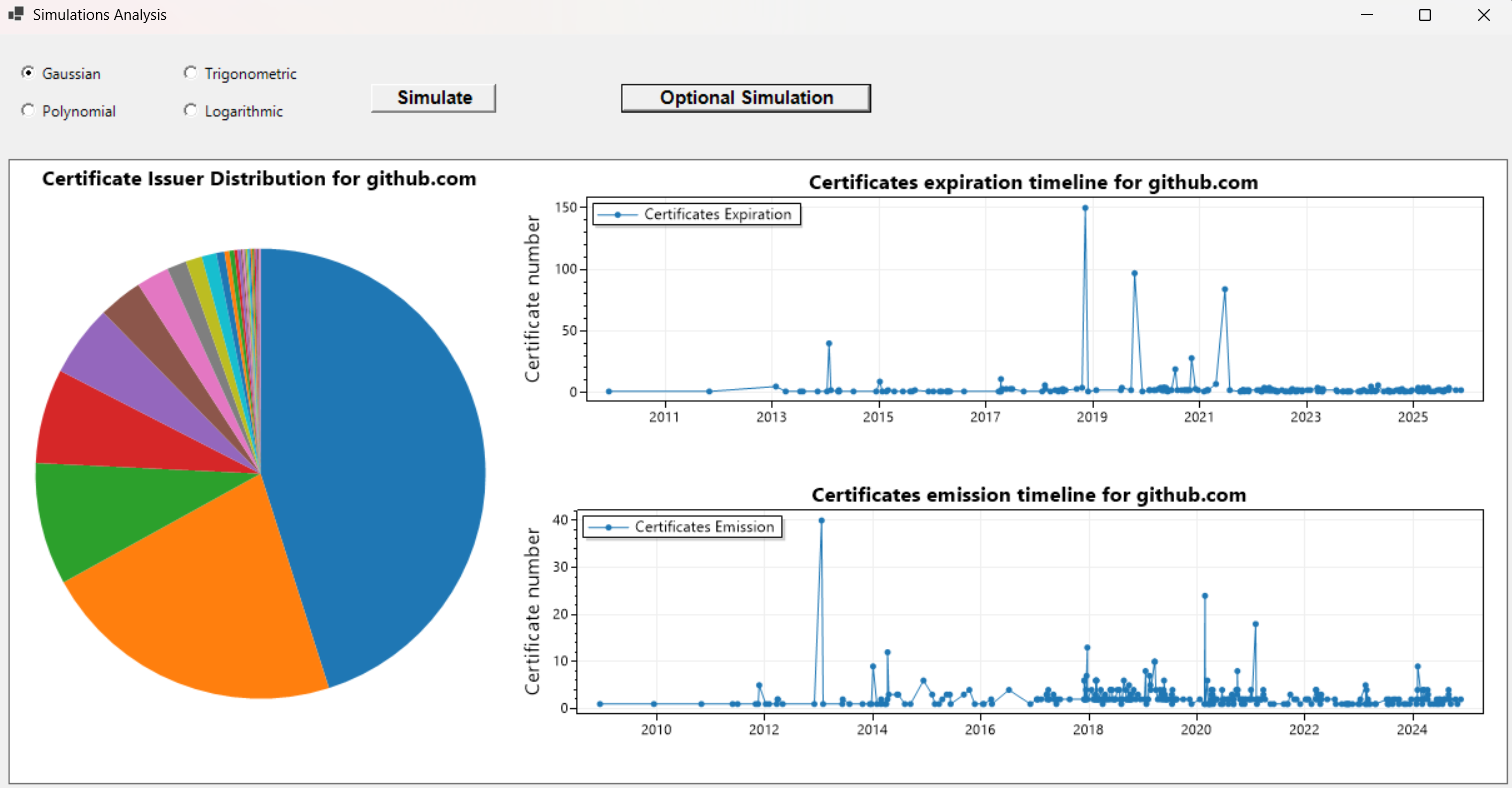 Simulations Analysis
Gaussian
Trigonometric
Polynomial
Logarithmic
Simulate
Optional Simulation
Certificate Issuer Distribution for github.com
Certificates expiration timeline for github.com
Certificates Expiration
Certificate number
150
100
50
0
2011 2013 2015 2017 2019 2021 2023 2025
Certificates emission timeline for github.com
Certificates Emission
Certificate number
40
30
20
10
0
2010 2012 2014 2016 2018 2020 2022 2024